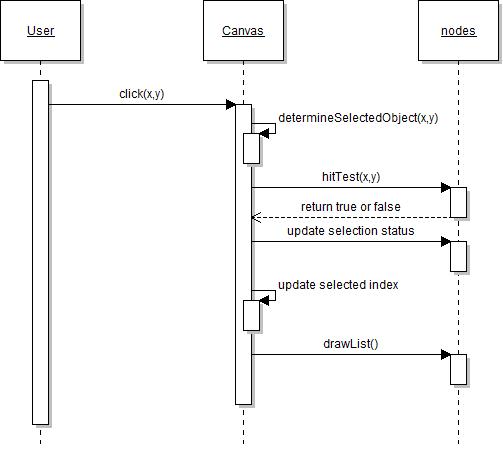 User
Canvas
nodes
click(x,y)
determineSelectedObject(x,y)
hitTest(x,y)
return true or false
update selection status
update selected index
drawList()